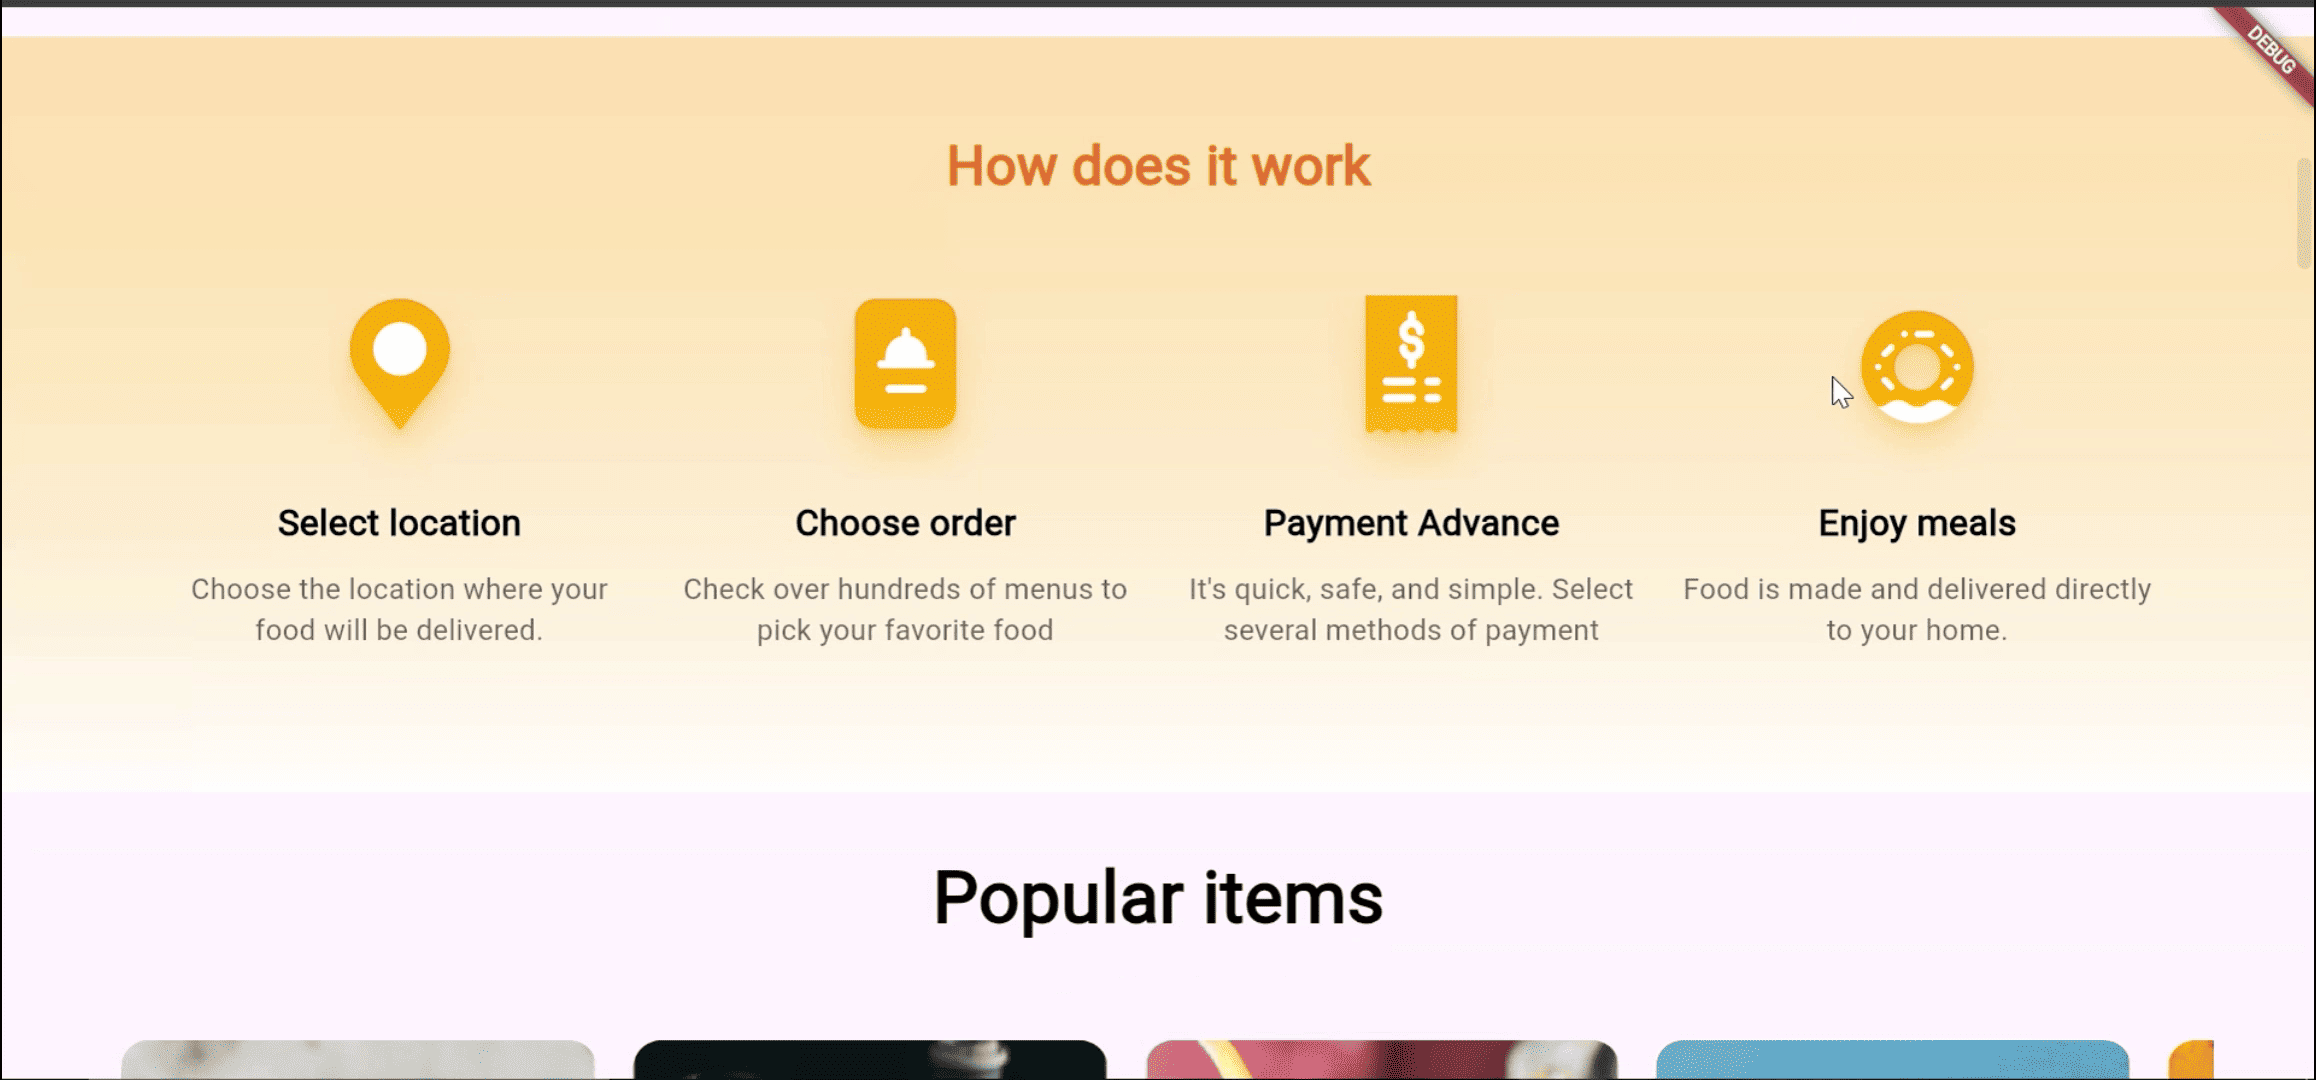 DEBUG
How does it work
$
Select location
Choose order
Payment Advance
Enjoy meals
Choose the location where your
food will be delivered.
Check over hundreds of menus to
pick your favorite food
It's quick, safe, and simple. Select
several methods of payment
Food is made and delivered directly
to your home.
Popular items